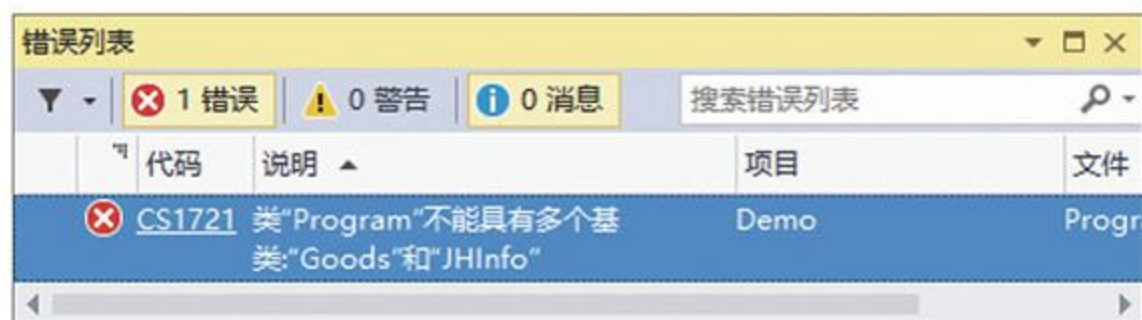 错误列表
1 错误 0 警告 0 消息 搜索错误列表
代码 说明 项目 文件
CS1721 类"Program"不能具有多个基 Demo Progr
类:"Goods"和"JHInfo"